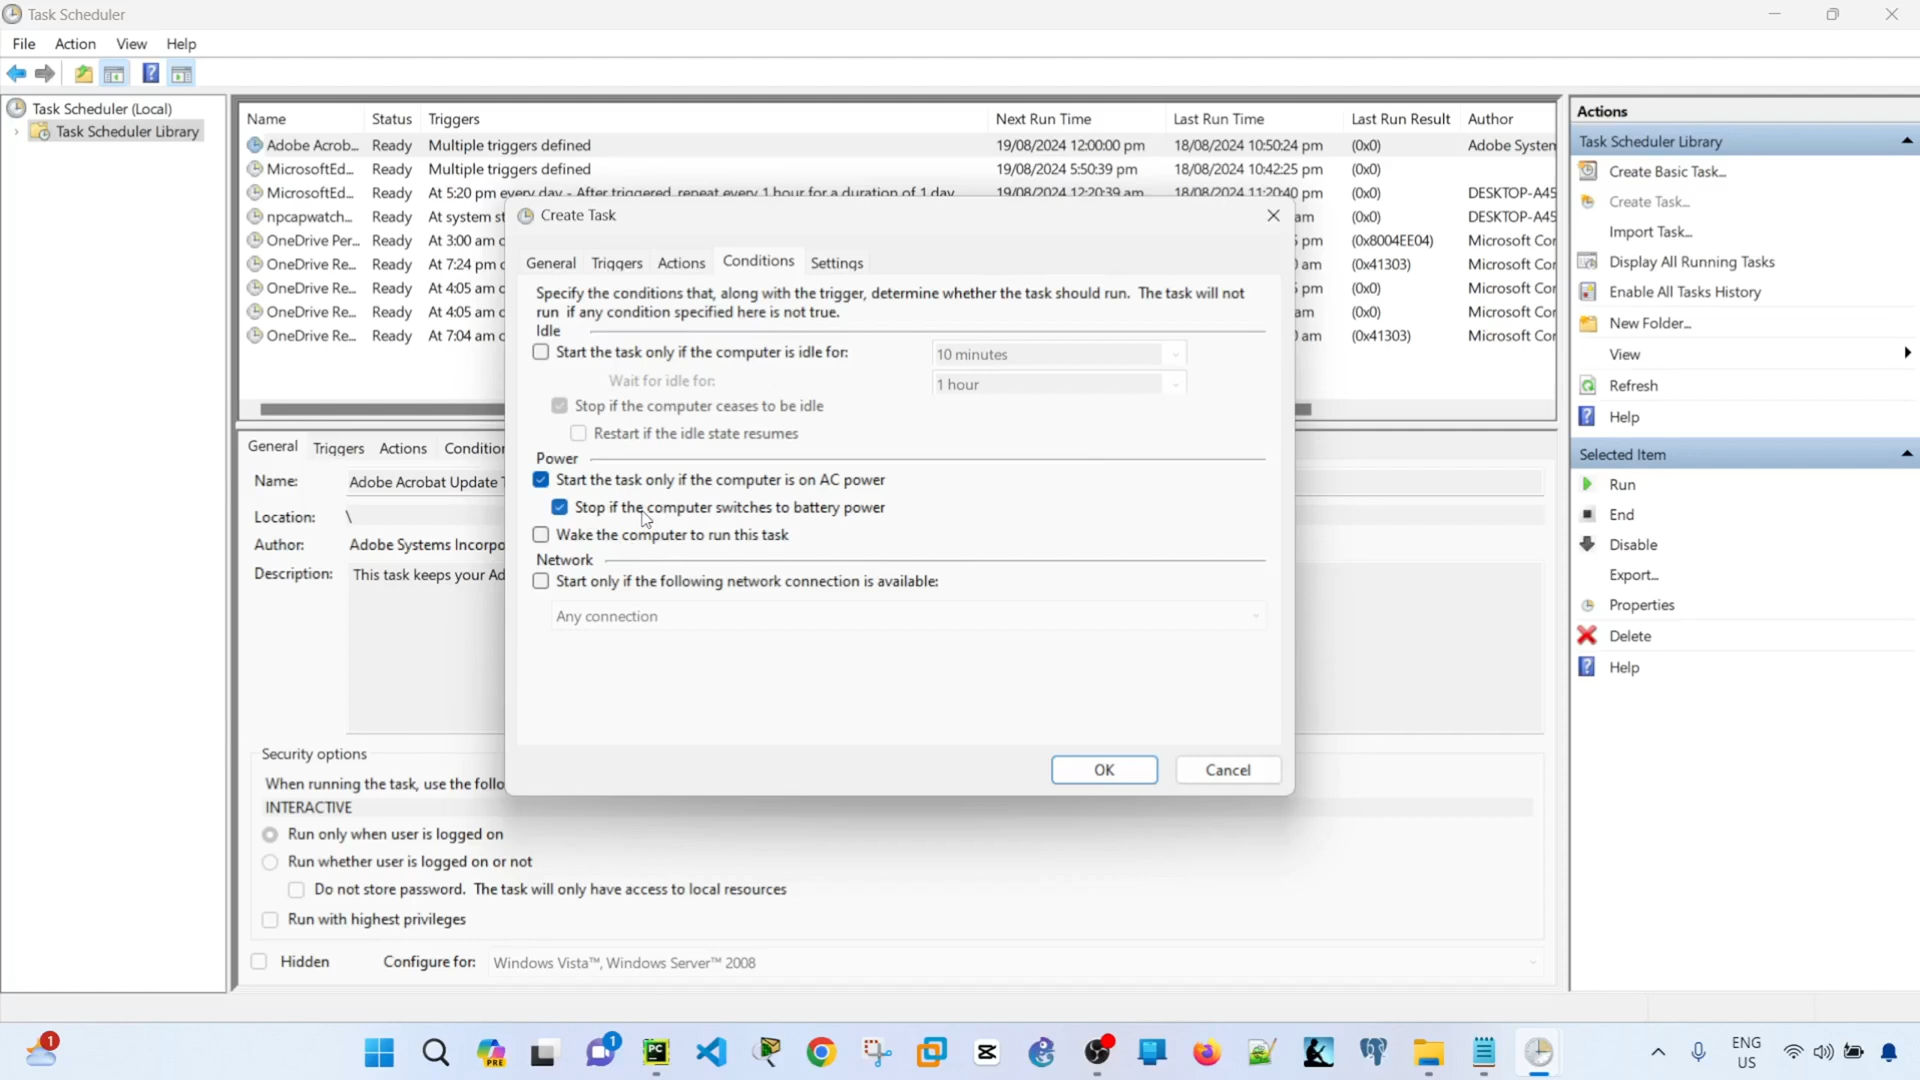 Task Scheduler
File Action View Help
Task Scheduler (Local)
Task Scheduler Library
Name Status Triggers Next Run Time Last Run Time Last Run Result Author
Adobe Acrob... Ready Multiple triggers defined 19/08/2024 12:00:00 pm 18/08/2024 10:50:24 pm (0x0) Adobe System
MicrosoftEd... Ready Multiple triggers defined 19/08/2024 5:50:39 pm 18/08/2024 10:42:25 pm (0x0)
MicrosoftEd... Ready At 5:20 pm every day - After triggered, repeat every 1 hour for a duration of 1 day. 19/08/2024 12:20:39 am 18/08/2024 11:20:40 pm (0x0) DESKTOP-A45
npcapwatch... Ready At system st am (0x0) DESKTOP-A45
OneDrive Per... Ready At 3:00 am o pm (0x8004EE04) Microsoft Cor
OneDrive Re... Ready At 7:24 pm o am (0x41303) Microsoft Cor
OneDrive Re... Ready At 4:05 am o pm (0x0) Microsoft Cor
OneDrive Re... Ready At 4:05 am o am (0x0) Microsoft Cor
OneDrive Re... Ready At 7:04 am o am (0x41303) Microsoft Cor
General Triggers Actions Condition
Name: Adobe Acrobat Update T
Location: \
Author: Adobe Systems Incorpo
Description: This task keeps your Ad
Security options
When running the task, use the follo
INTERACTIVE
Run only when user is logged on
Run whether user is logged on or not
Do not store password. The task will only have access to local resources
Run with highest privileges
Hidden Configure for: Windows Vista™, Windows Server™ 2008
Create Task
General Triggers Actions Conditions Settings
Specify the conditions that, along with the trigger, determine whether the task should run. The task will not
run if any condition specified here is not true.
Idle
Start the task only if the computer is idle for: 10 minutes
Wait for idle for: 1 hour
Stop if the computer ceases to be idle
Restart if the idle state resumes
Power
Start the task only if the computer is on AC power
Stop if the computer switches to battery power
Wake the computer to run this task
Network
Start only if the following network connection is available:
Any connection
OK Cancel
Actions
Task Scheduler Library
Create Basic Task...
Create Task...
Import Task...
Display All Running Tasks
Enable All Tasks History
New Folder...
View
Refresh
Help
Selected Item
Run
End
Disable
Export...
Properties
Delete
Help
1
PRE
1
ENG
US